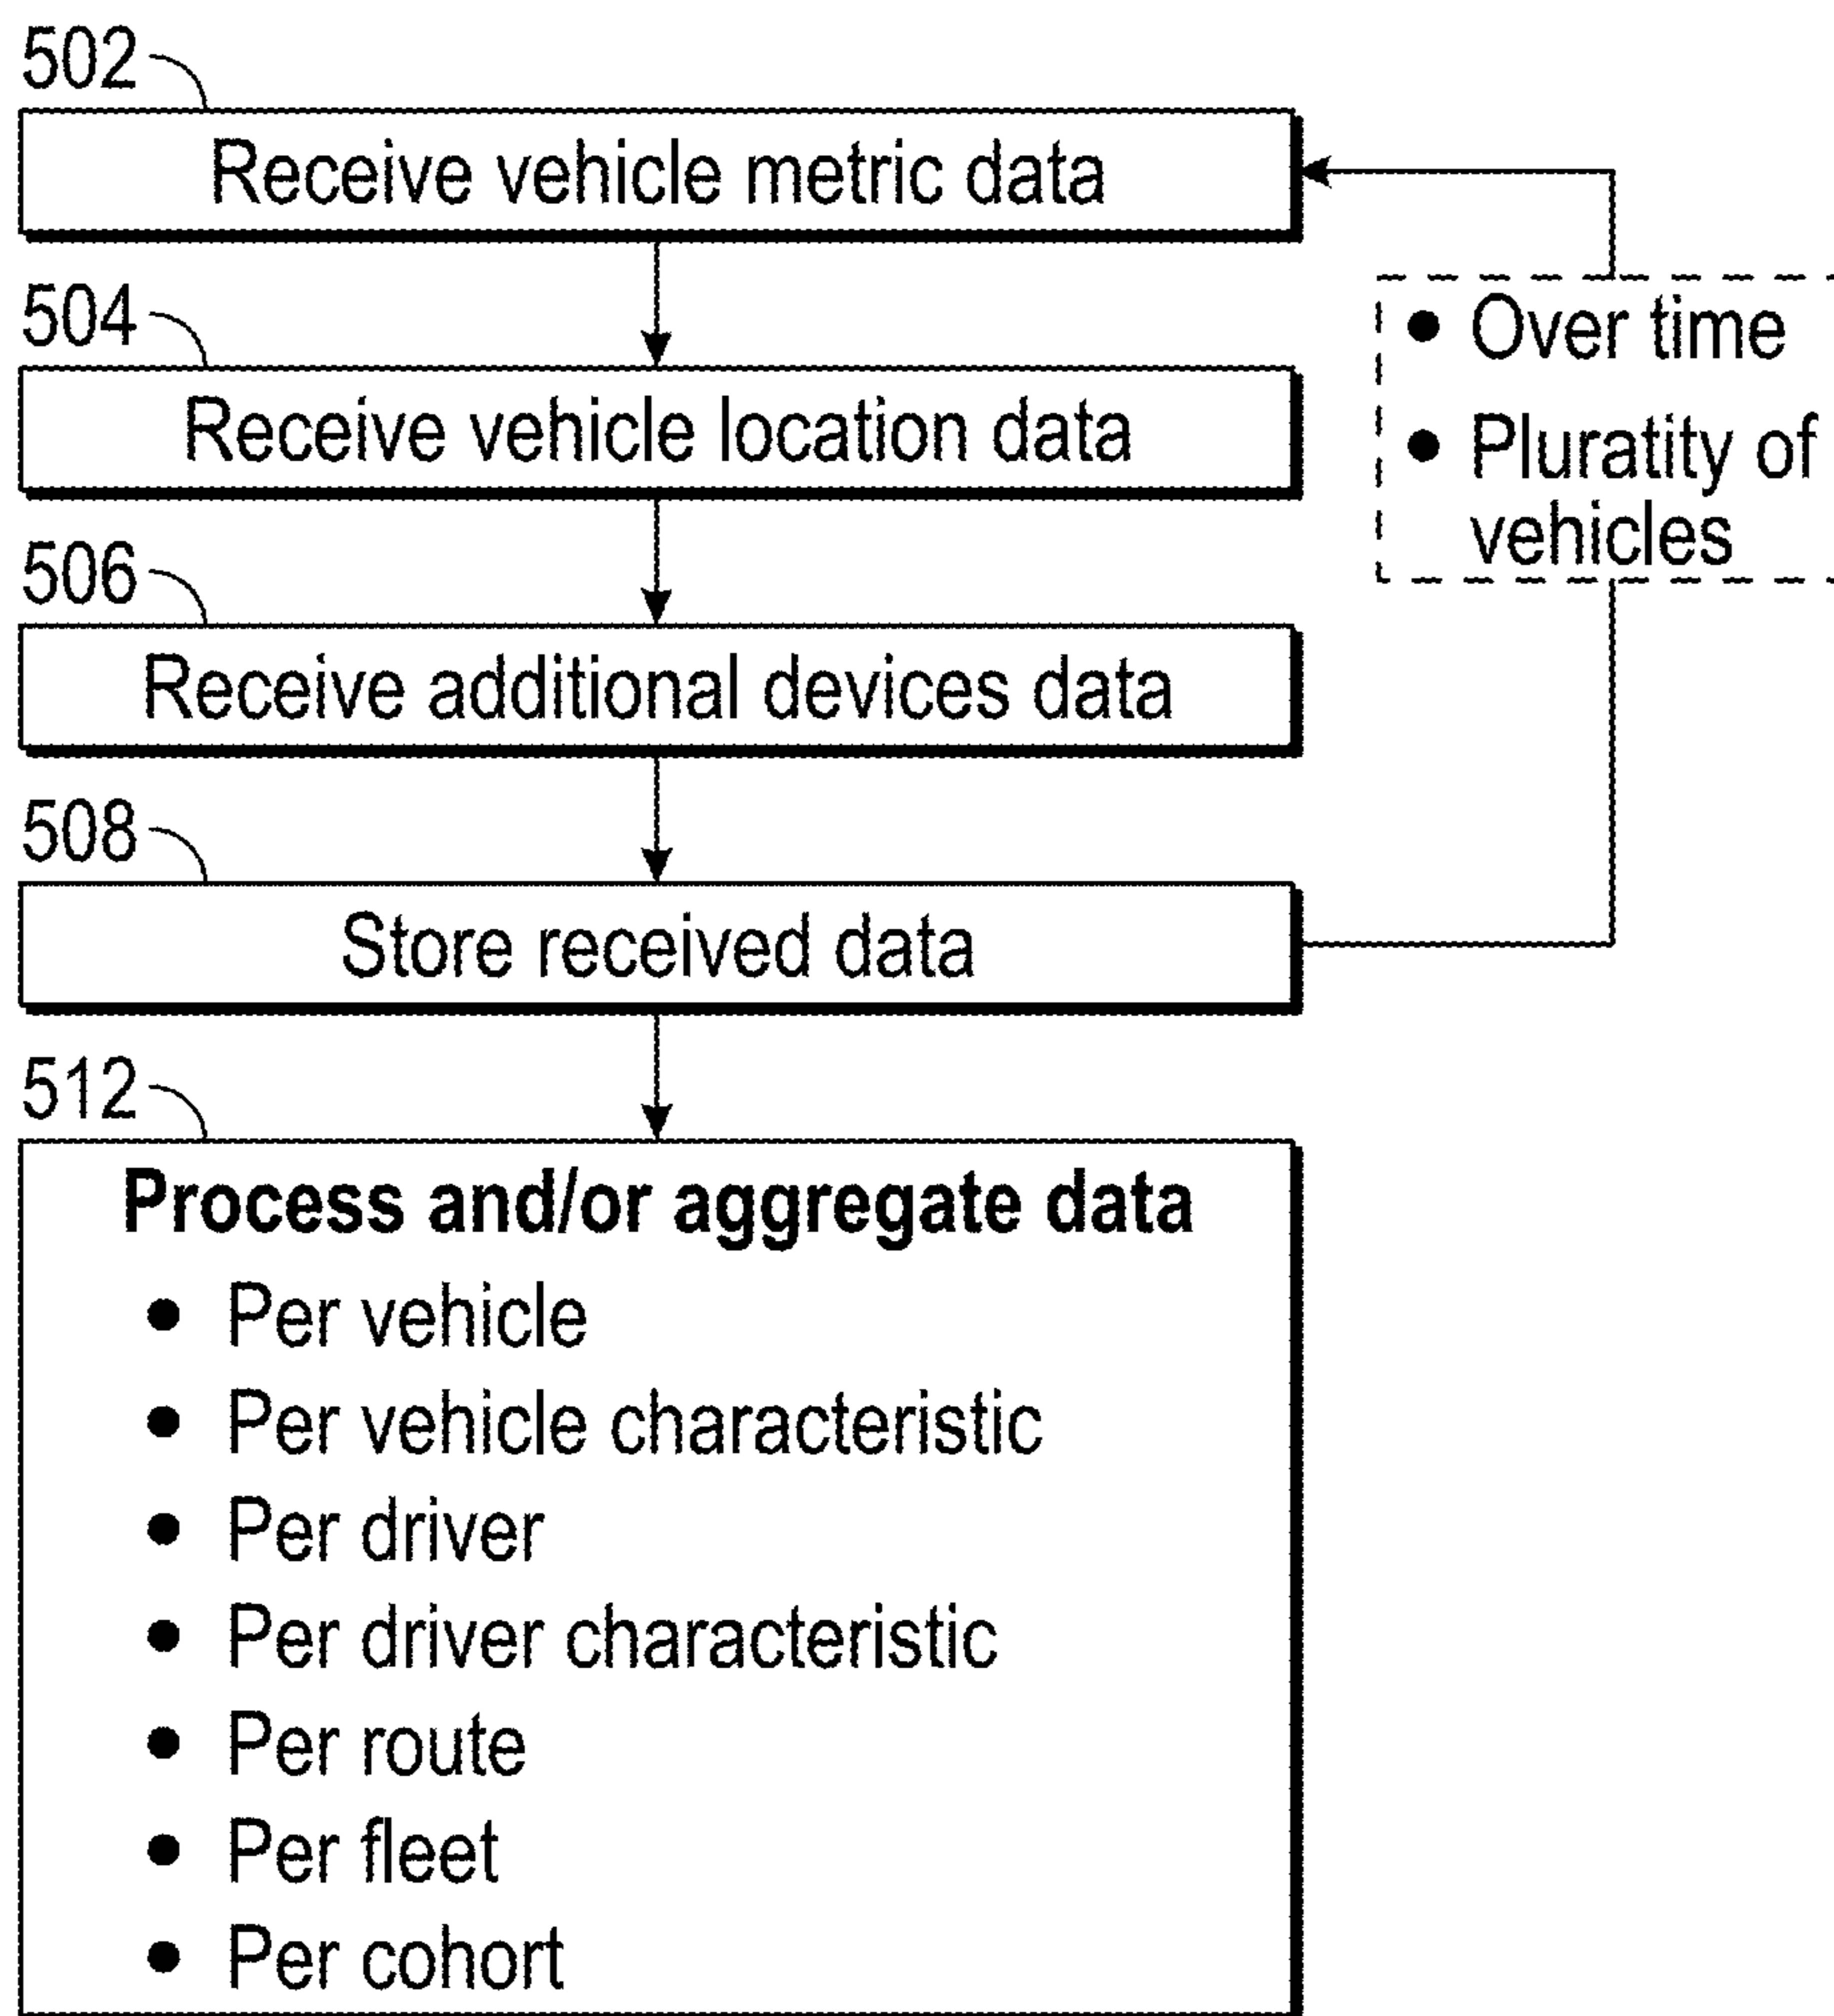 502
Receive vehicle metric data
504
Receive vehicle location data
• Over time
• Pluratity of
vehicles
506
Receive additional devices data
508
Store received data
512
Process and/or aggregate data
• Per vehicle
• Per vehicle characteristic
• Per driver
• Per driver characteristic
• Per route
• Per fleet
• Per cohort